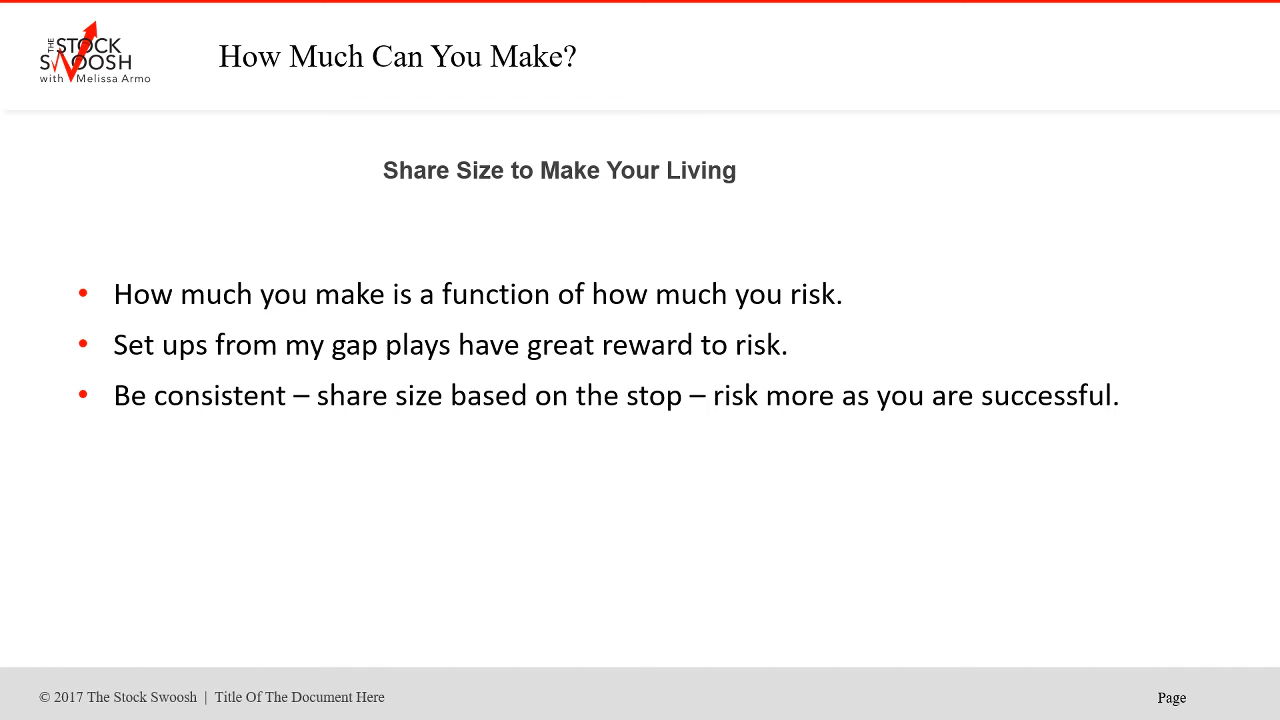 THE
STOCK
SWOOSH
with Melissa Armo
How Much Can You Make?
Share Size to Make Your Living
• How much you make is a function of how much you risk.
• Set ups from my gap plays have great reward to risk.
• Be consistent – share size based on the stop – risk more as you are successful.
© 2017 The Stock Swoosh | Title Of The Document Here
Page